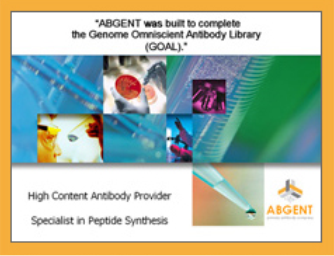 "ABGENT was built to complete
the Genome Omniscient Antibody Library
(GOAL)."
High Content Antibody Provider
Specialist in Peptide Synthesis
ABGENT